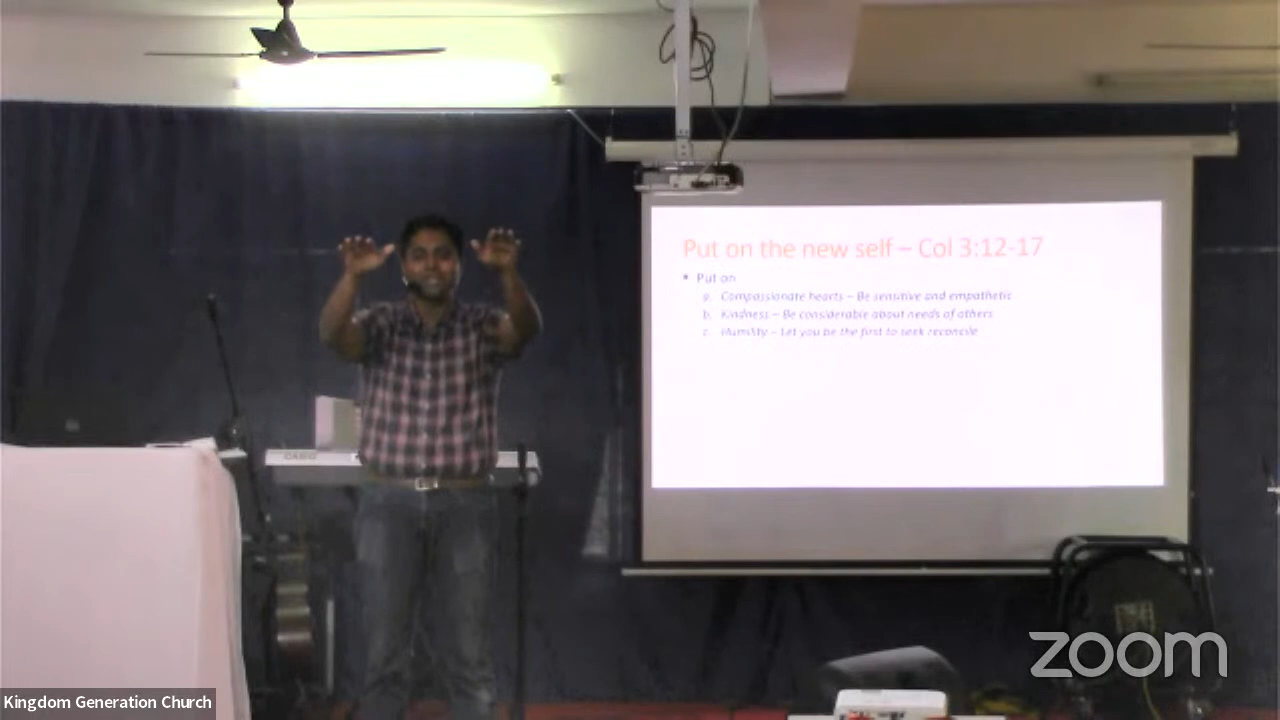 Put on the new self – Col 3:12-17
• Put on
a. Compassionate hearts – Be sensitive and empathetic
b. Kindness – Be considerable about needs of others
c. Humility – Let you be the first to seek reconcile
CASIO
zoom
Kingdom Generation Church